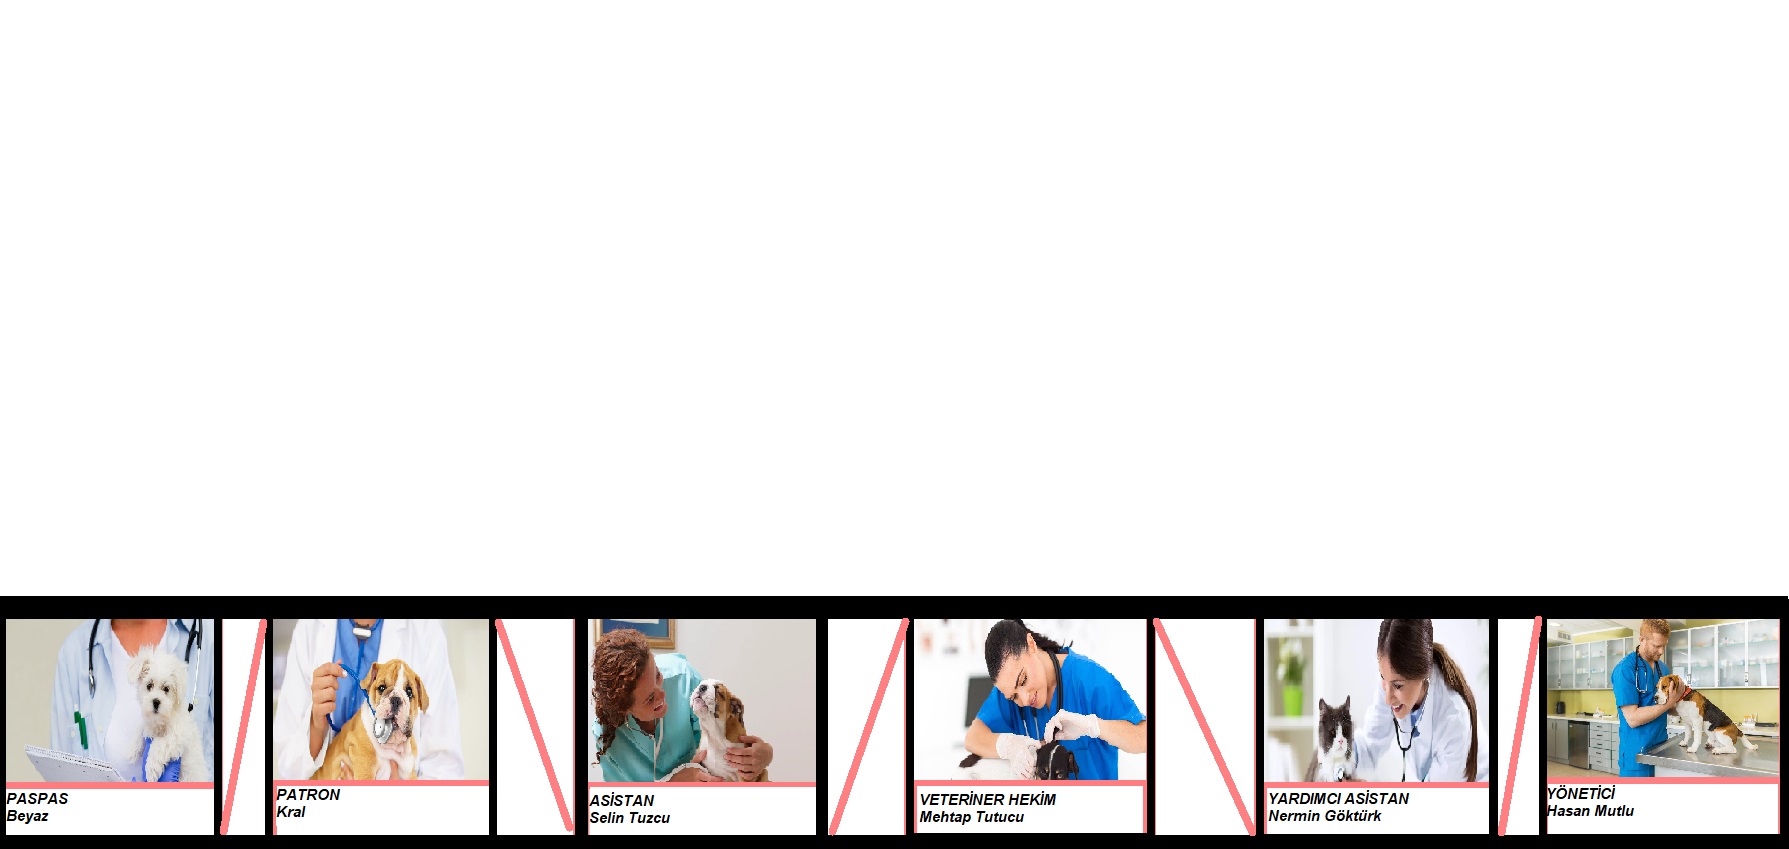 PASPAS
Beyaz
PATRON
Kral
ASİSTAN
Selin Tuzcu
VETERİNER HEKİM
Mehtap Tutucu
YARDIMCI ASİSTAN
Nermin Göktürk
YÖNETİCİ
Hasan Mutlu